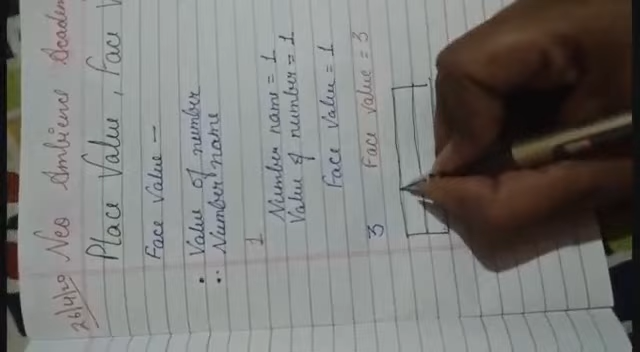 26/4/20 Neo Ambience Academ
Place Value, Face V
Face Value —
• Value of number
•• Number name
1
Number name = 1
Value of number = 1
Face Value = 1
3 Face Value = 3